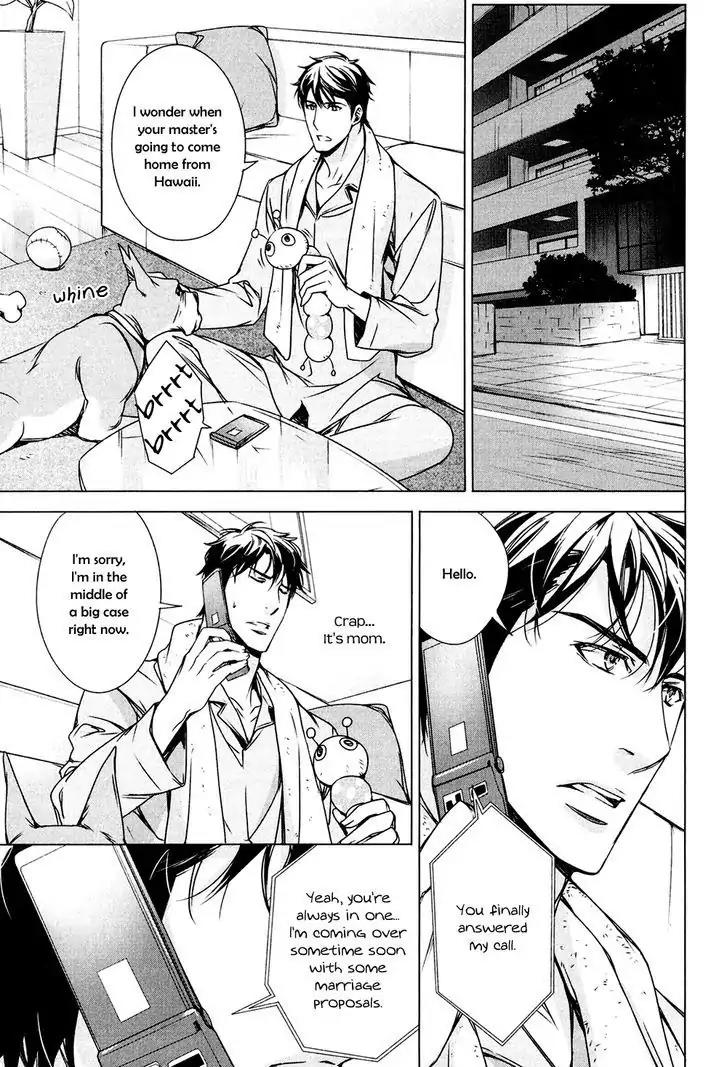 I wonder when
your master's
going to come
home from
Hawaii.
whine
brrrt
brrrt
Hello.
You finally
answered
my call.
Crap...
It's mom.
I'm sorry,
I'm in the
middle of
a big case
right now.
Yeah, you're
always in one...
I'm coming over
sometime soon
with some
marriage
proposals.